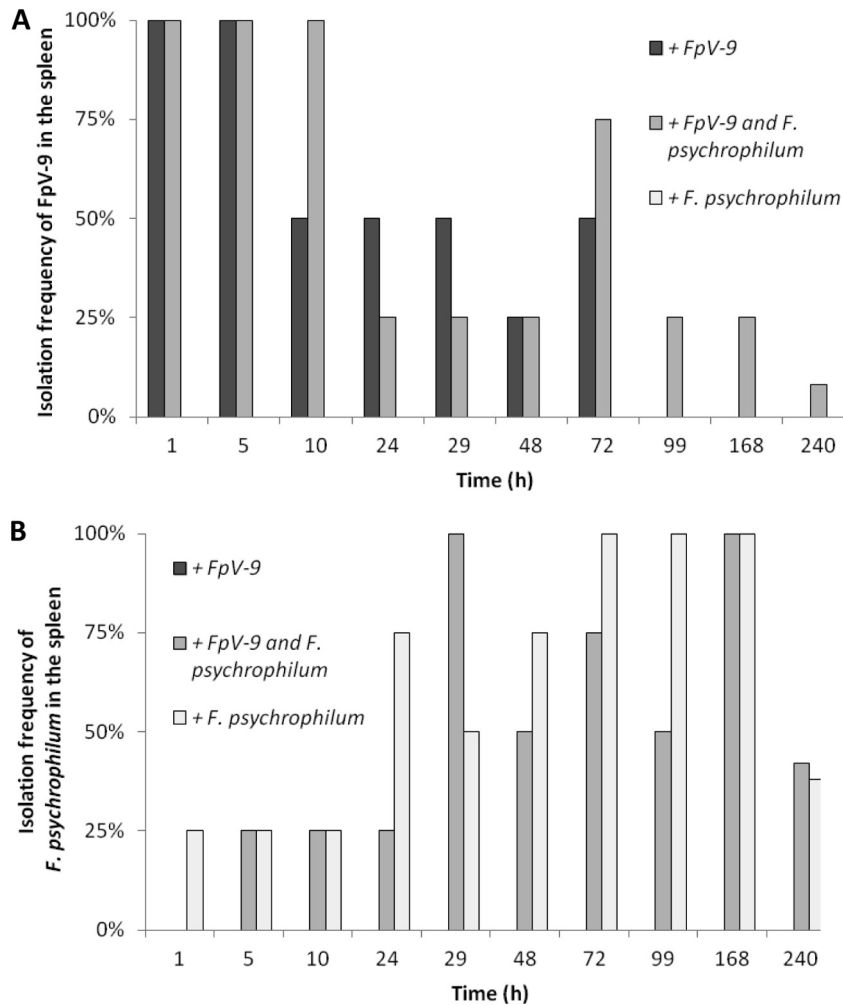 A
Isolation frequency of FpV-9 in the spleen
100%
75%
50%
25%
0%
+ FpV-9
+ FpV-9 and F.
psychrophilum
+ F. psychrophilum
1 5 10 24 29 48 72 99 168 240
Time (h)
B
Isolation frequency of
F. psychrophilum in the spleen
100%
75%
50%
25%
0%
+ FpV-9
+ FpV-9 and F.
psychrophilum
+ F. psychrophilum
1 5 10 24 29 48 72 99 168 240
Time (h)